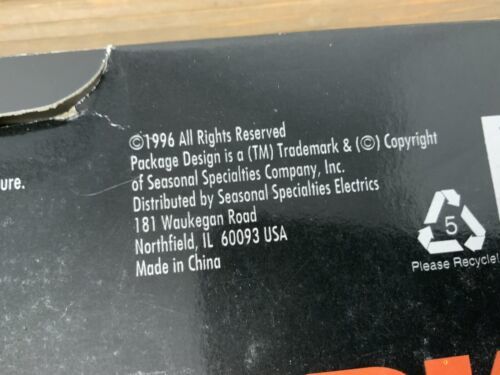 ©1996 All Rights Reserved
Package Design is a (TM) Trademark & (©) Copyright
of Seasonal Specialties Company, Inc.
Distributed by Seasonal Specialties Electrics
181 Waukegan Road
Northfield, IL 60093 USA
Made in China
ure.
5
Please Recycle!